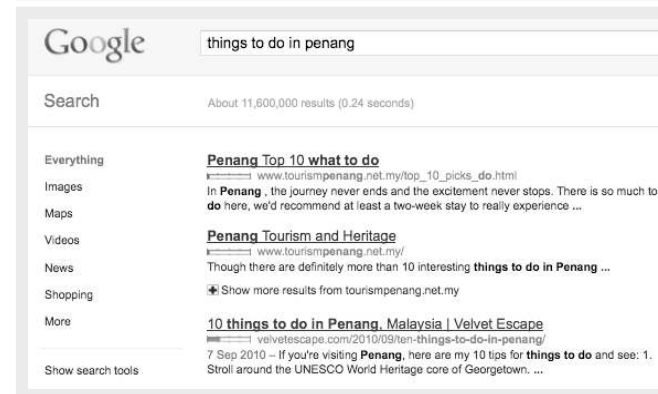 Google
things to do in penang
Search
About 11,600,000 results (0.24 seconds)
Everything
Images
Maps
Videos
News
Shopping
More
Show search tools
Penang Top 10 what to do
www.tourismpenang.net.my/top_10_picks_do.html
In Penang , the journey never ends and the excitement never stops. There is so much to
do here, we'd recommend at least a two-week stay to really experience ...
Penang Tourism and Heritage
www.tourismpenang.net.my/
Though there are definitely more than 10 interesting things to do in Penang ...
Show more results from tourismpenang.net.my
10 things to do in Penang, Malaysia | Velvet Escape
velvetescape.com/2010/09/ten-things-to-do-in-penang/
7 Sep 2010 – If you're visiting Penang, here are my 10 tips for things to do and see: 1.
Stroll around the UNESCO World Heritage core of Georgetown. ...